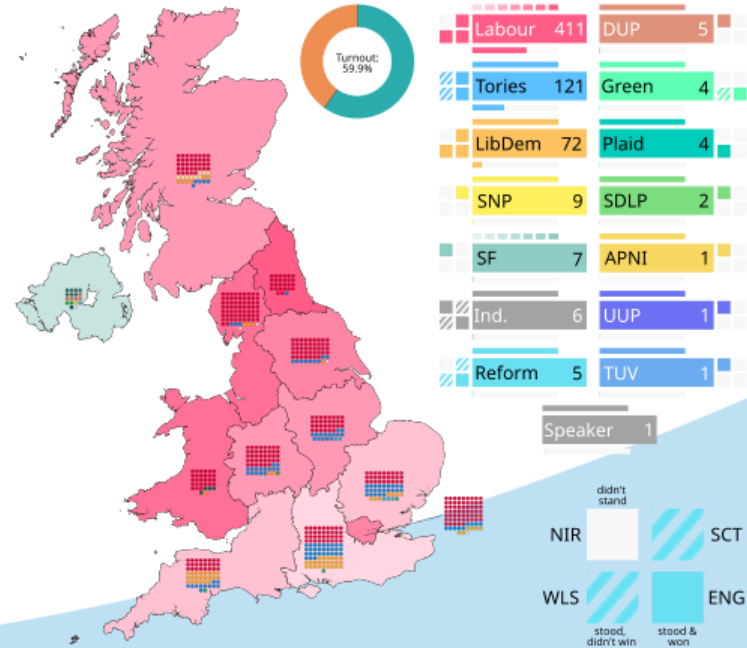 Turnout:
59.9%
Labour 411
DUP 5
Tories 121
Green 4
LibDem 72
Plaid 4
SNP 9
SDLP 2
SF 7
APNI 1
Ind. 6
UUP 1
Reform 5
TUV 1
Speaker 1
didn't
stand
NIR
SCT
WLS
ENG
stood,
didn't win
stood &
won